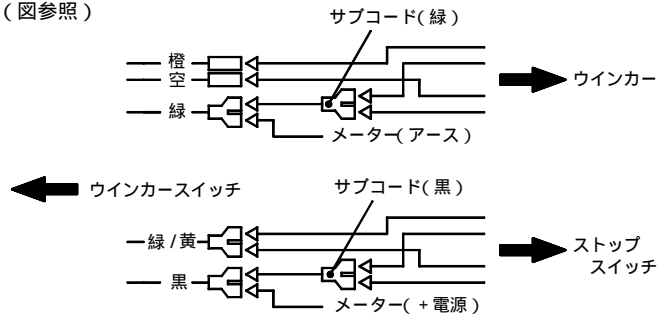 (図参照)
サブコード(緑)
橙
空
緑
ウインカー
メーター(アース)
ウインカースイッチ
サブコード(黒)
緑/黄
黒
ストップ
スイッチ
メーター(+電源)